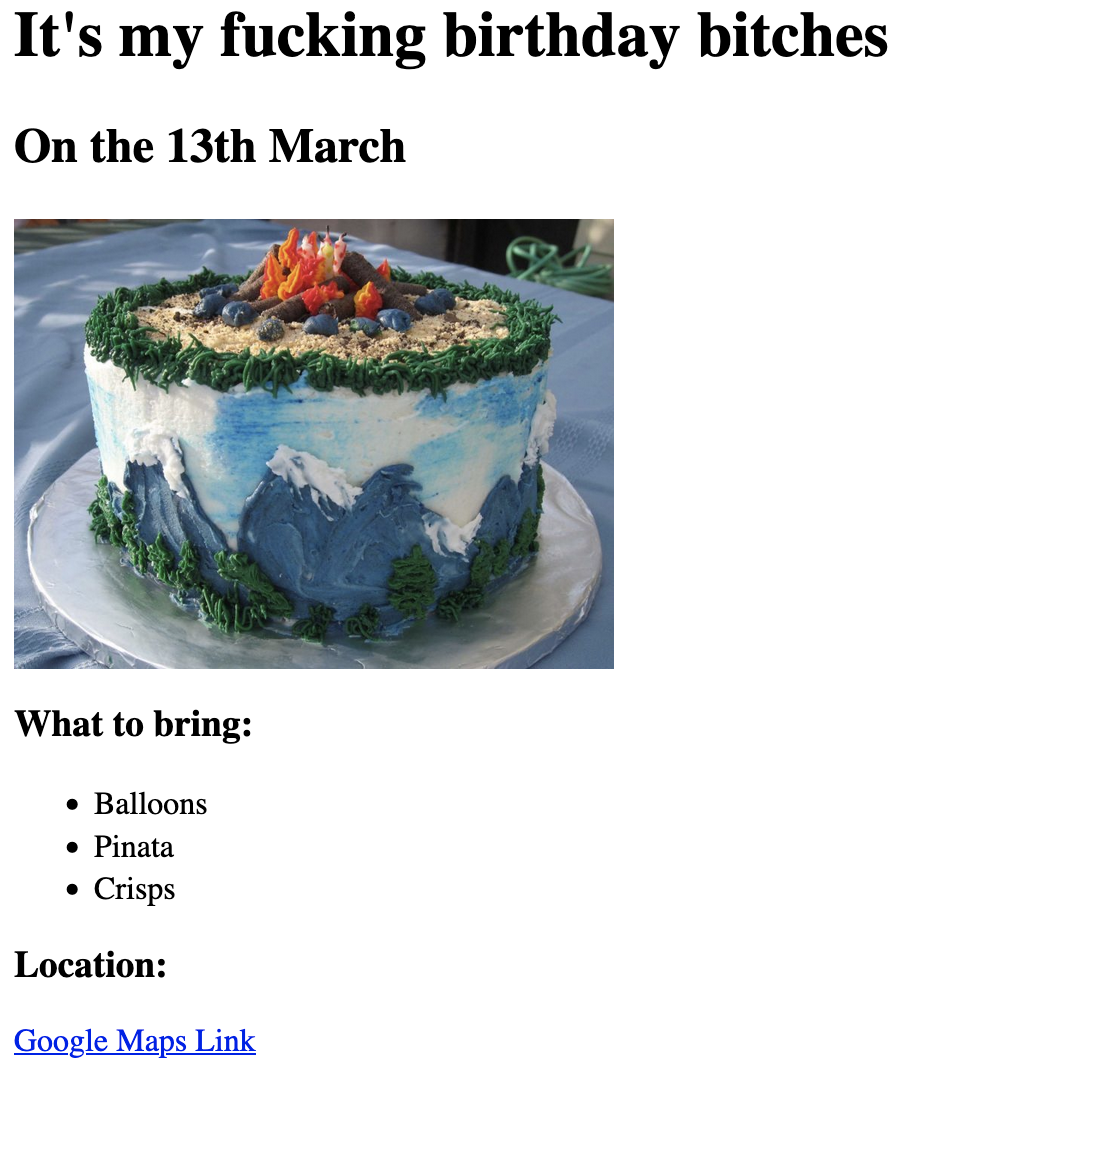 It's my fucking birthday bitches
On the 13th March
What to bring:
Balloons
Pinata
Crisps
Location:
Google Maps Link